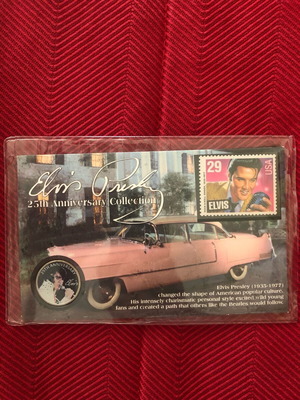 29
USA
ELVIS
Elvis Presley
25th Anniversary Collection
Elvis Presley (1935-1977)
changed the shape of American popular culture.
His intensely charismatic personal style excited wild young
fans and created a path that others like the Beatles would follow.